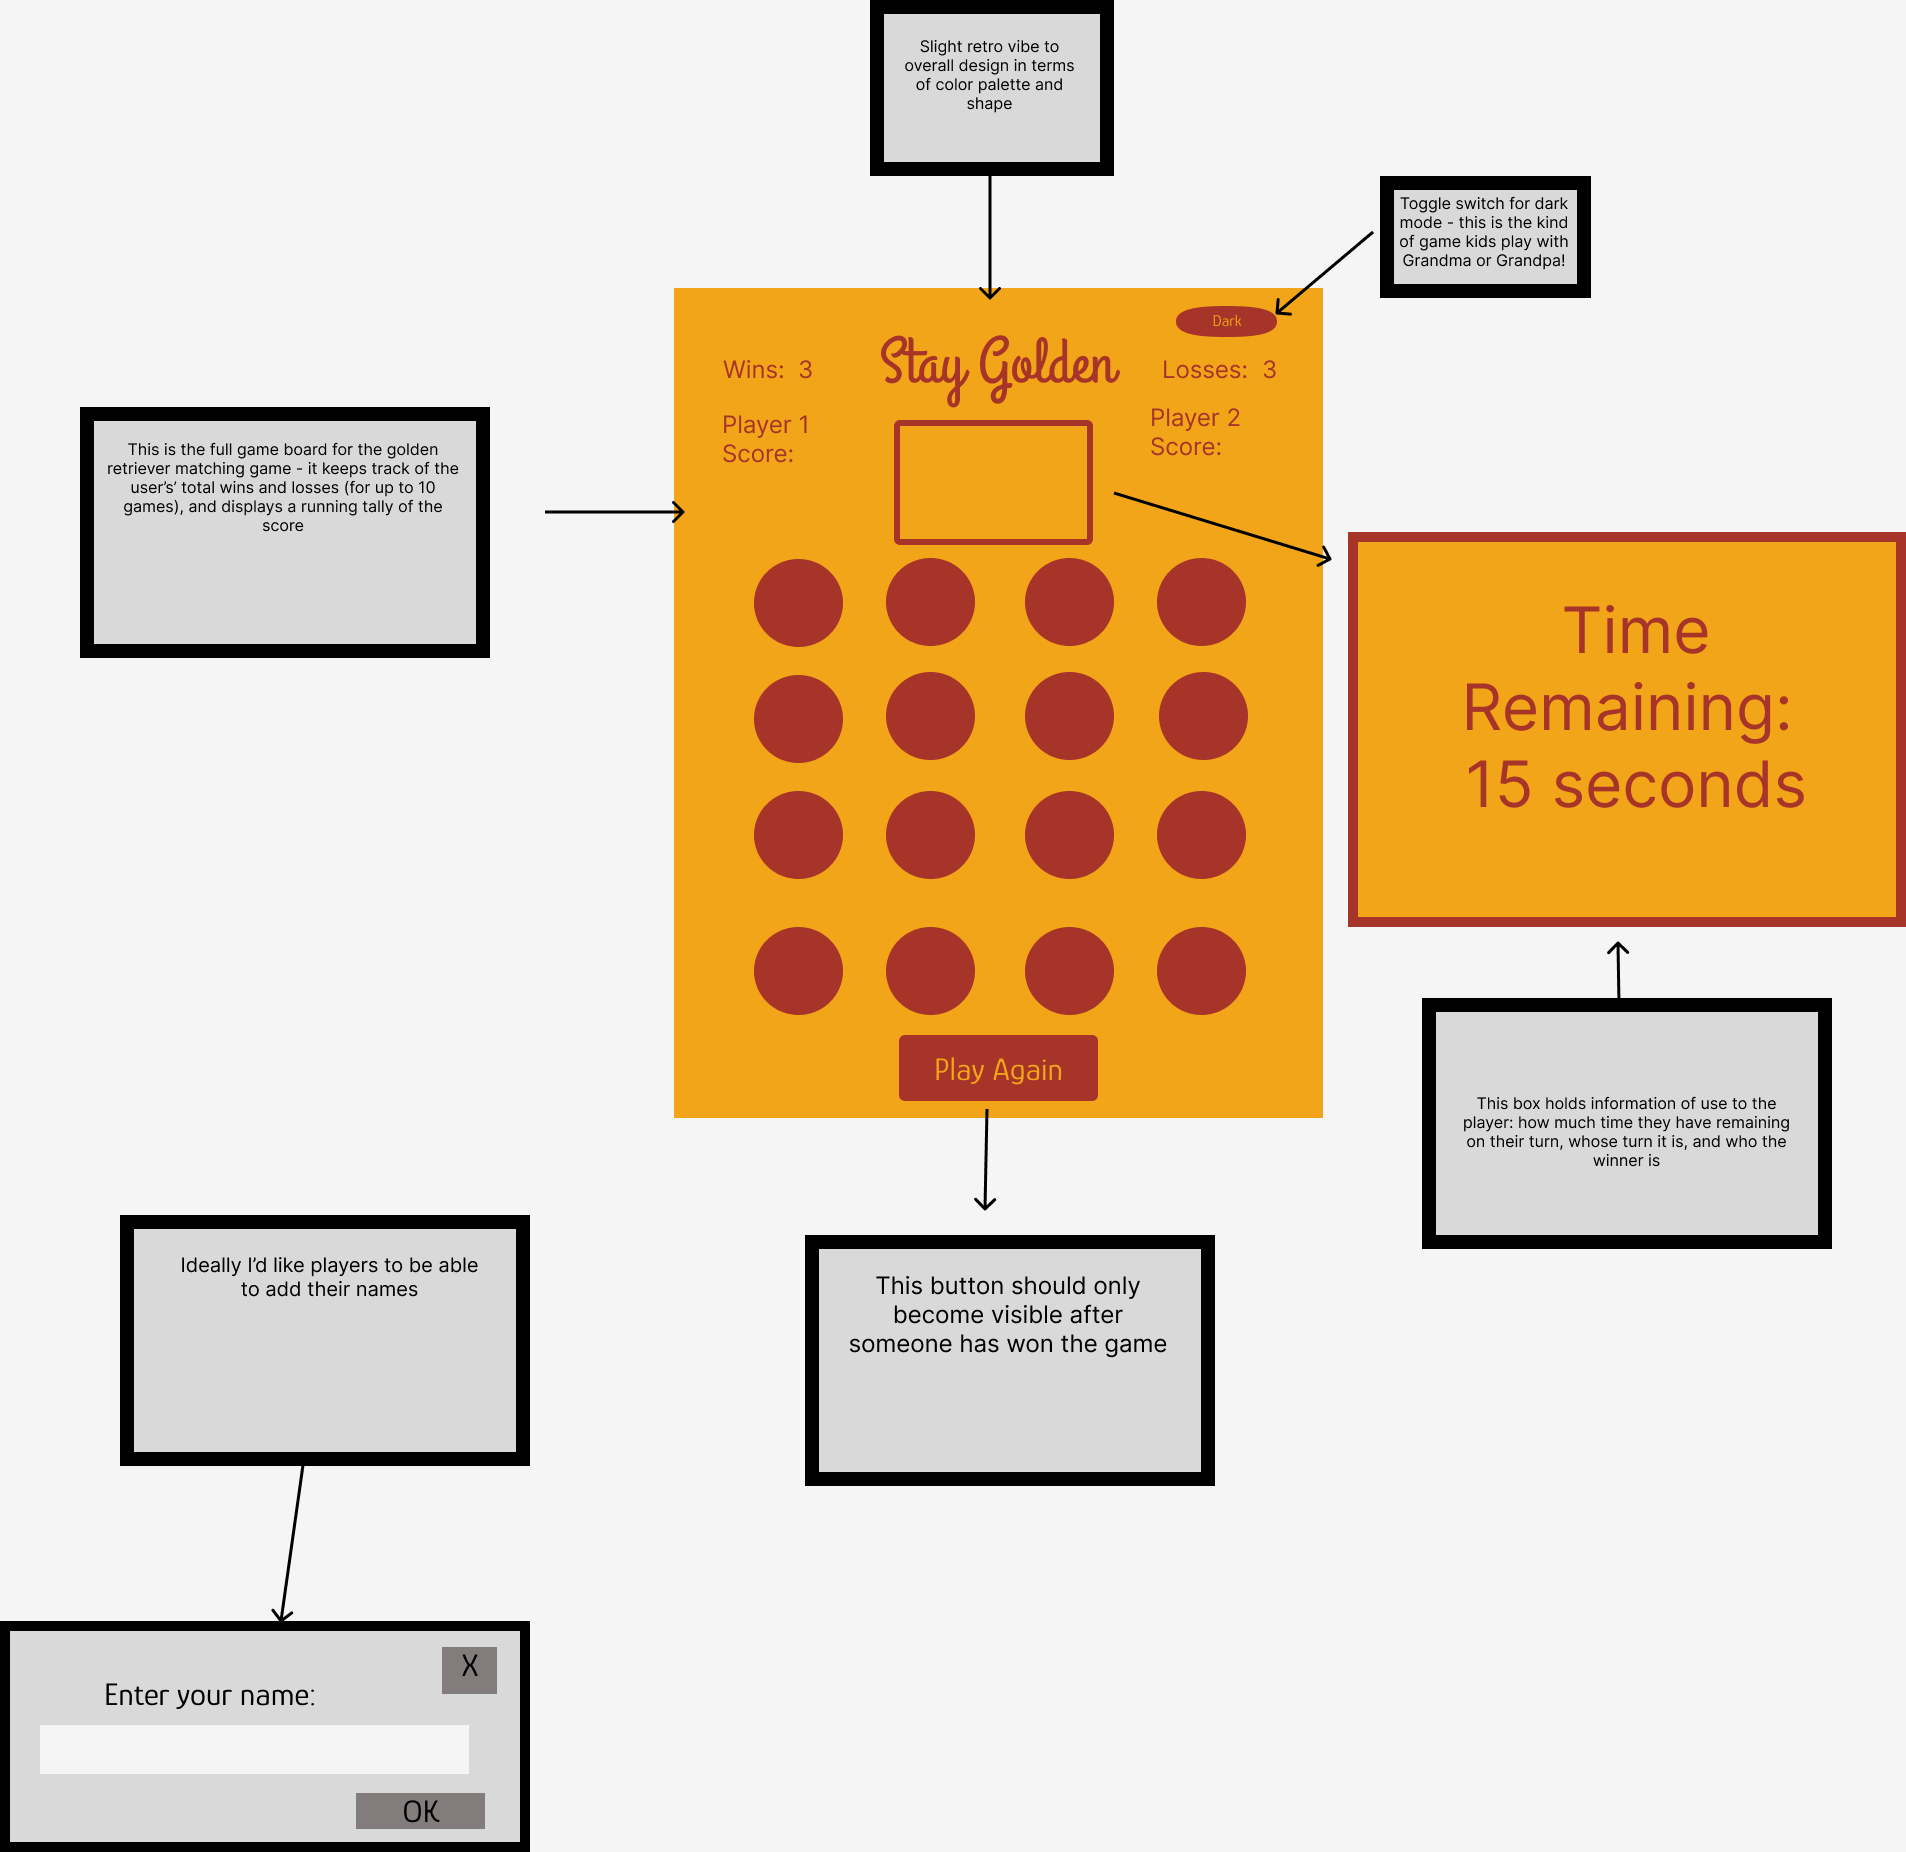 Slight retro vibe to
overall design in terms
of color palette and
shape
Toggle switch for dark
mode - this is the kind
of game kids play with
Grandma or Grandpa!
Dark
Stay Golden
Wins: 3
Losses: 3
Player 1
Score:
Player 2
Score:
This is the full game board for the golden
retriever matching game - it keeps track of the
user's' total wins and losses (for up to 10
games), and displays a running tally of the
score
Time
Remaining:
15 seconds
Play Again
This box holds information of use to the
player: how much time they have remaining
on their turn, whose turn it is, and who the
winner is
Ideally I'd like players to be able
to add their names
This button should only
become visible after
someone has won the game
X
Enter your name:
OK